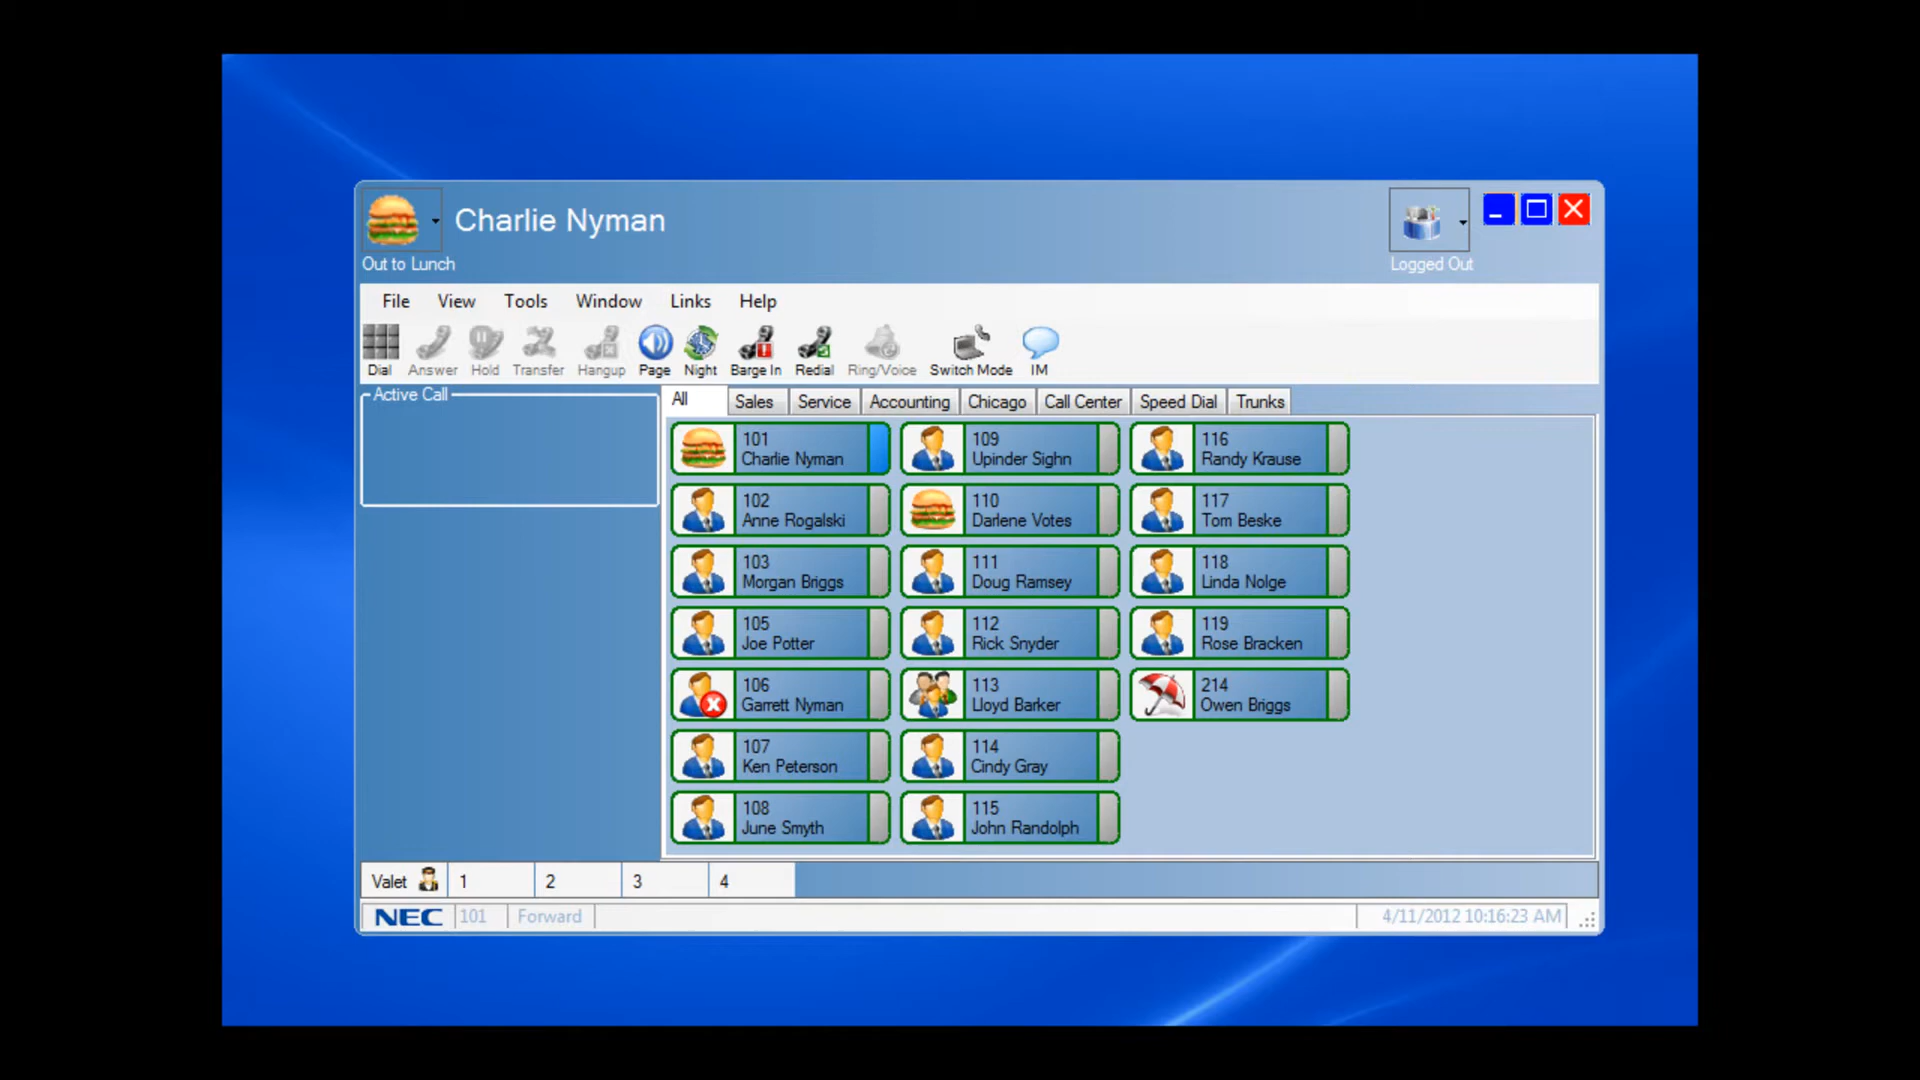 Charlie Nyman
Out to Lunch
Logged Out
File View Tools Window Links Help
Dial Answer Hold Transfer Hangup Page Night Barge In Redial Ring/Voice Switch Mode IM
Active Call
All Sales Service Accounting Chicago Call Center Speed Dial Trunks
101
Charlie Nyman
102
Anne Rogalski
103
Morgan Briggs
105
Joe Potter
106
Garrett Nyman
107
Ken Peterson
108
June Smyth
109
Upinder Sighn
110
Darlene Votes
111
Doug Ramsey
112
Rick Snyder
113
Lloyd Barker
114
Cindy Gray
115
John Randolph
116
Randy Krause
117
Tom Beske
118
Linda Nolge
119
Rose Bracken
214
Owen Briggs
Valet 1 2 3 4
NEC 101 Forward 4/11/2012 10:16:23 AM